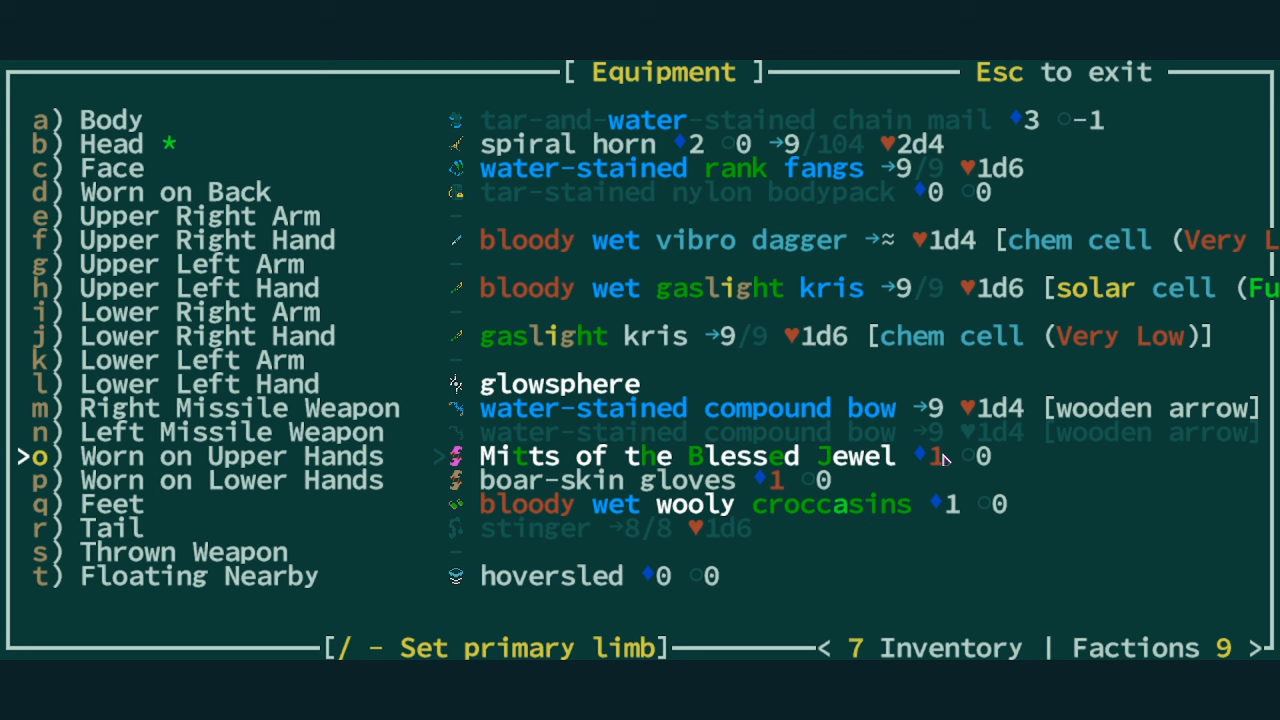 [ Equipment ] Esc to exit
a) Body tar-and-water-stained chain mail ♦3 ○-1
b) Head * spiral horn ♦2 ○0 →9/104 ♥2d4
c) Face water-stained rank fangs →9/9 ♥1d6
d) Worn on Back tar-stained nylon bodypack ♦0 ○0
e) Upper Right Arm –
f) Upper Right Hand bloody wet vibro dagger →≈ ♥1d4 [chem cell (Very L
g) Upper Left Arm –
h) Upper Left Hand bloody wet gaslight kris →9/9 ♥1d6 [solar cell (Fu
i) Lower Right Arm –
j) Lower Right Hand gaslight kris →9/9 ♥1d6 [chem cell (Very Low)]
k) Lower Left Arm –
l) Lower Left Hand glowsphere
m) Right Missile Weapon water-stained compound bow →9 ♥1d4 [wooden arrow]
n) Left Missile Weapon water-stained compound bow →9 ♥1d4 [wooden arrow]
>o) Worn on Upper Hands > Mitts of the Blessed Jewel ♦1 ○0
p) Worn on Lower Hands boar-skin gloves ♦1 ○0
q) Feet bloody wet wooly croccasins ♦1 ○0
r) Tail stinger →8/8 ♥1d6
s) Thrown Weapon –
t) Floating Nearby hoversled ♦0 ○0
[/ – Set primary limb] < 7 Inventory | Factions 9 >